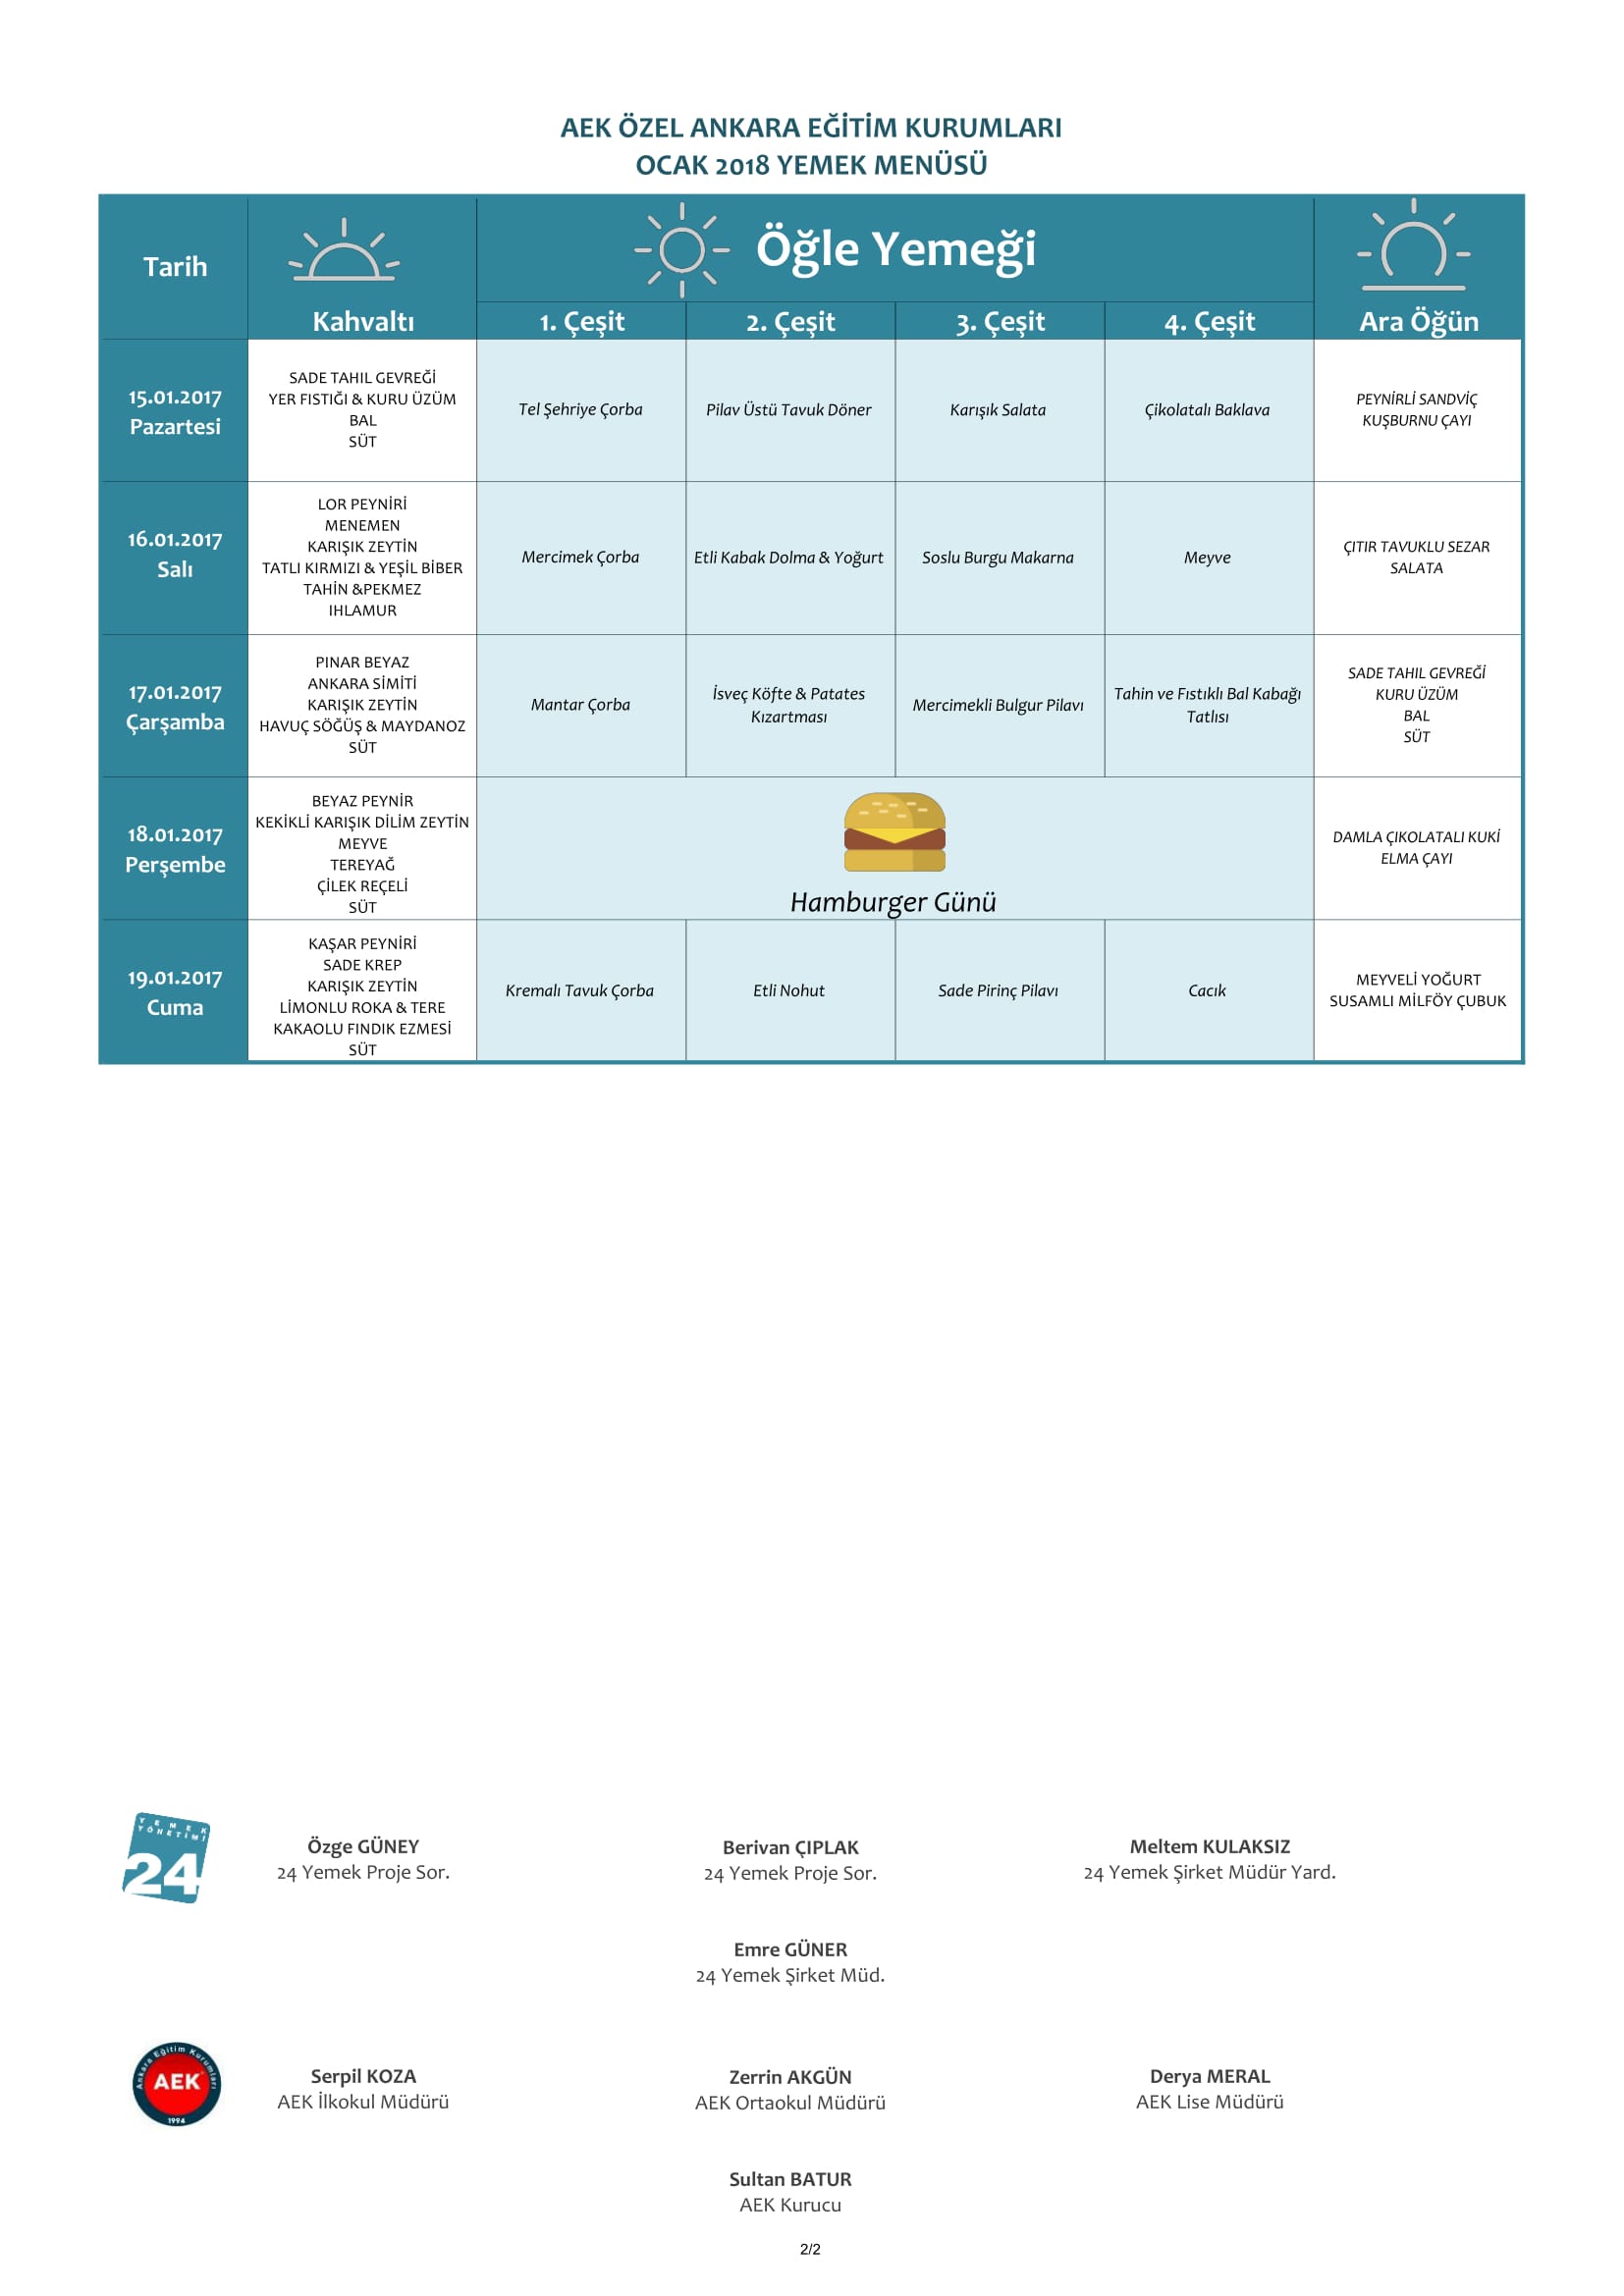 AEK ÖZEL ANKARA EĞİTİM KURUMLARI
OCAK 2018 YEMEK MENÜSÜ
Tarih
Kahvaltı
Öğle Yemeği
1. Çeşit
2. Çeşit
3. Çeşit
4. Çeşit
Ara Öğün
15.01.2017
Pazartesi
SADE TAHIL GEVREĞİ
YER FISTIĞI & KURU ÜZÜM
BAL
SÜT
Tel Şehriye Çorba
Pilav Üstü Tavuk Döner
Karışık Salata
Çikolatalı Baklava
PEYNİRLİ SANDVİÇ
KUŞBURNU ÇAYI
16.01.2017
Salı
LOR PEYNİRİ
MENEMEN
KARIŞIK ZEYTİN
TATLI KIRMIZI & YEŞİL BİBER
TAHİN &PEKMEZ
IHLAMUR
Mercimek Çorba
Etli Kabak Dolma & Yoğurt
Soslu Burgu Makarna
Meyve
ÇITIR TAVUKLU SEZAR
SALATA
17.01.2017
Çarşamba
PINAR BEYAZ
ANKARA SİMİTİ
KARIŞIK ZEYTİN
HAVUÇ SÖĞÜŞ & MAYDANOZ
SÜT
Mantar Çorba
İsveç Köfte & Patates
Kızartması
Mercimekli Bulgur Pilavı
Tahin ve Fıstıklı Bal Kabağı
Tatlısı
SADE TAHIL GEVREĞİ
KURU ÜZÜM
BAL
SÜT
18.01.2017
Perşembe
BEYAZ PEYNİR
KEKİKLİ KARIŞIK DİLİM ZEYTİN
MEYVE
TEREYAĞ
ÇİLEK REÇELİ
SÜT
Hamburger Günü
DAMLA ÇIKOLATALI KUKİ
ELMA ÇAYI
19.01.2017
Cuma
KAŞAR PEYNİRİ
SADE KREP
KARIŞIK ZEYTİN
LİMONLU ROKA & TERE
KAKAOLU FINDIK EZMESİ
SÜT
Kremalı Tavuk Çorba
Etli Nohut
Sade Pirinç Pilavı
Cacık
MEYVELİ YOĞURT
SUSAMLI MİLFÖY ÇUBUK
YEMEK
YÖNETİMİ
24
Özge GÜNEY
24 Yemek Proje Sor.
Berivan ÇIPLAK
24 Yemek Proje Sor.
Meltem KULAKSIZ
24 Yemek Şirket Müdür Yard.
Emre GÜNER
24 Yemek Şirket Müd.
Ankara Eğitim Kurumları
AEK
1994
Serpil KOZA
AEK İlkokul Müdürü
Zerrin AKGÜN
AEK Ortaokul Müdürü
Derya MERAL
AEK Lise Müdürü
Sultan BATUR
AEK Kurucu
2/2